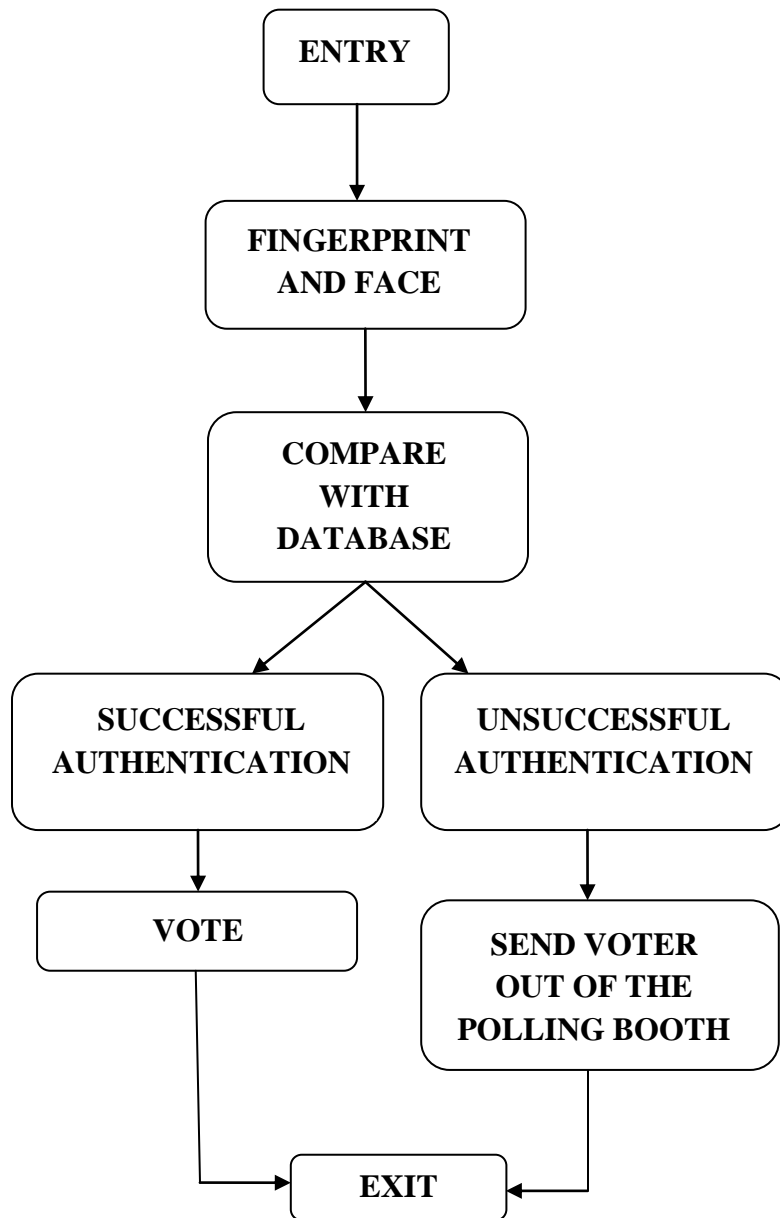 ENTRY
FINGERPRINT
AND FACE
COMPARE
WITH
DATABASE
SUCCESSFUL
AUTHENTICATION
UNSUCCESSFUL
AUTHENTICATION
VOTE
SEND VOTER
OUT OF THE
POLLING BOOTH
EXIT